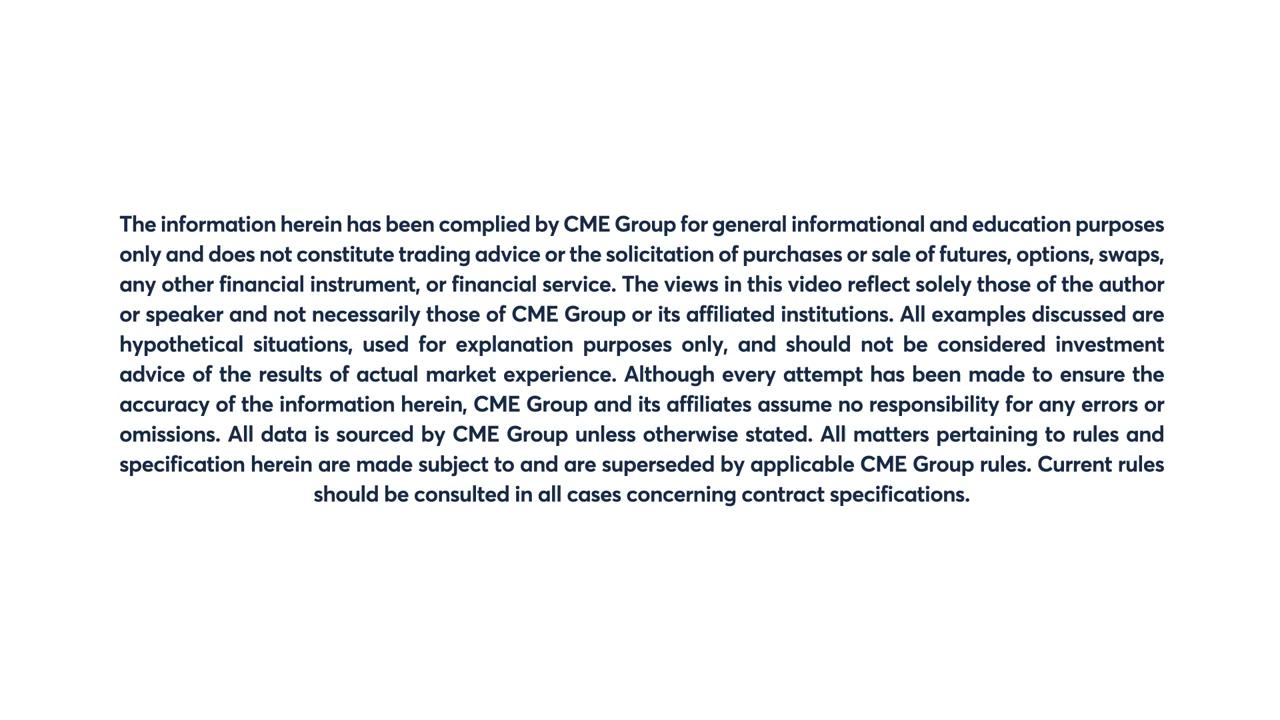 The information herein has been complied by CME Group for general informational and education purposes
only and does not constitute trading advice or the solicitation of purchases or sale of futures, options, swaps,
any other financial instrument, or financial service. The views in this video reflect solely those of the author
or speaker and not necessarily those of CME Group or its affiliated institutions. All examples discussed are
hypothetical situations, used for explanation purposes only, and should not be considered investment
advice of the results of actual market experience. Although every attempt has been made to ensure the
accuracy of the information herein, CME Group and its affiliates assume no responsibility for any errors or
omissions. All data is sourced by CME Group unless otherwise stated. All matters pertaining to rules and
specification herein are made subject to and are superseded by applicable CME Group rules. Current rules
should be consulted in all cases concerning contract specifications.